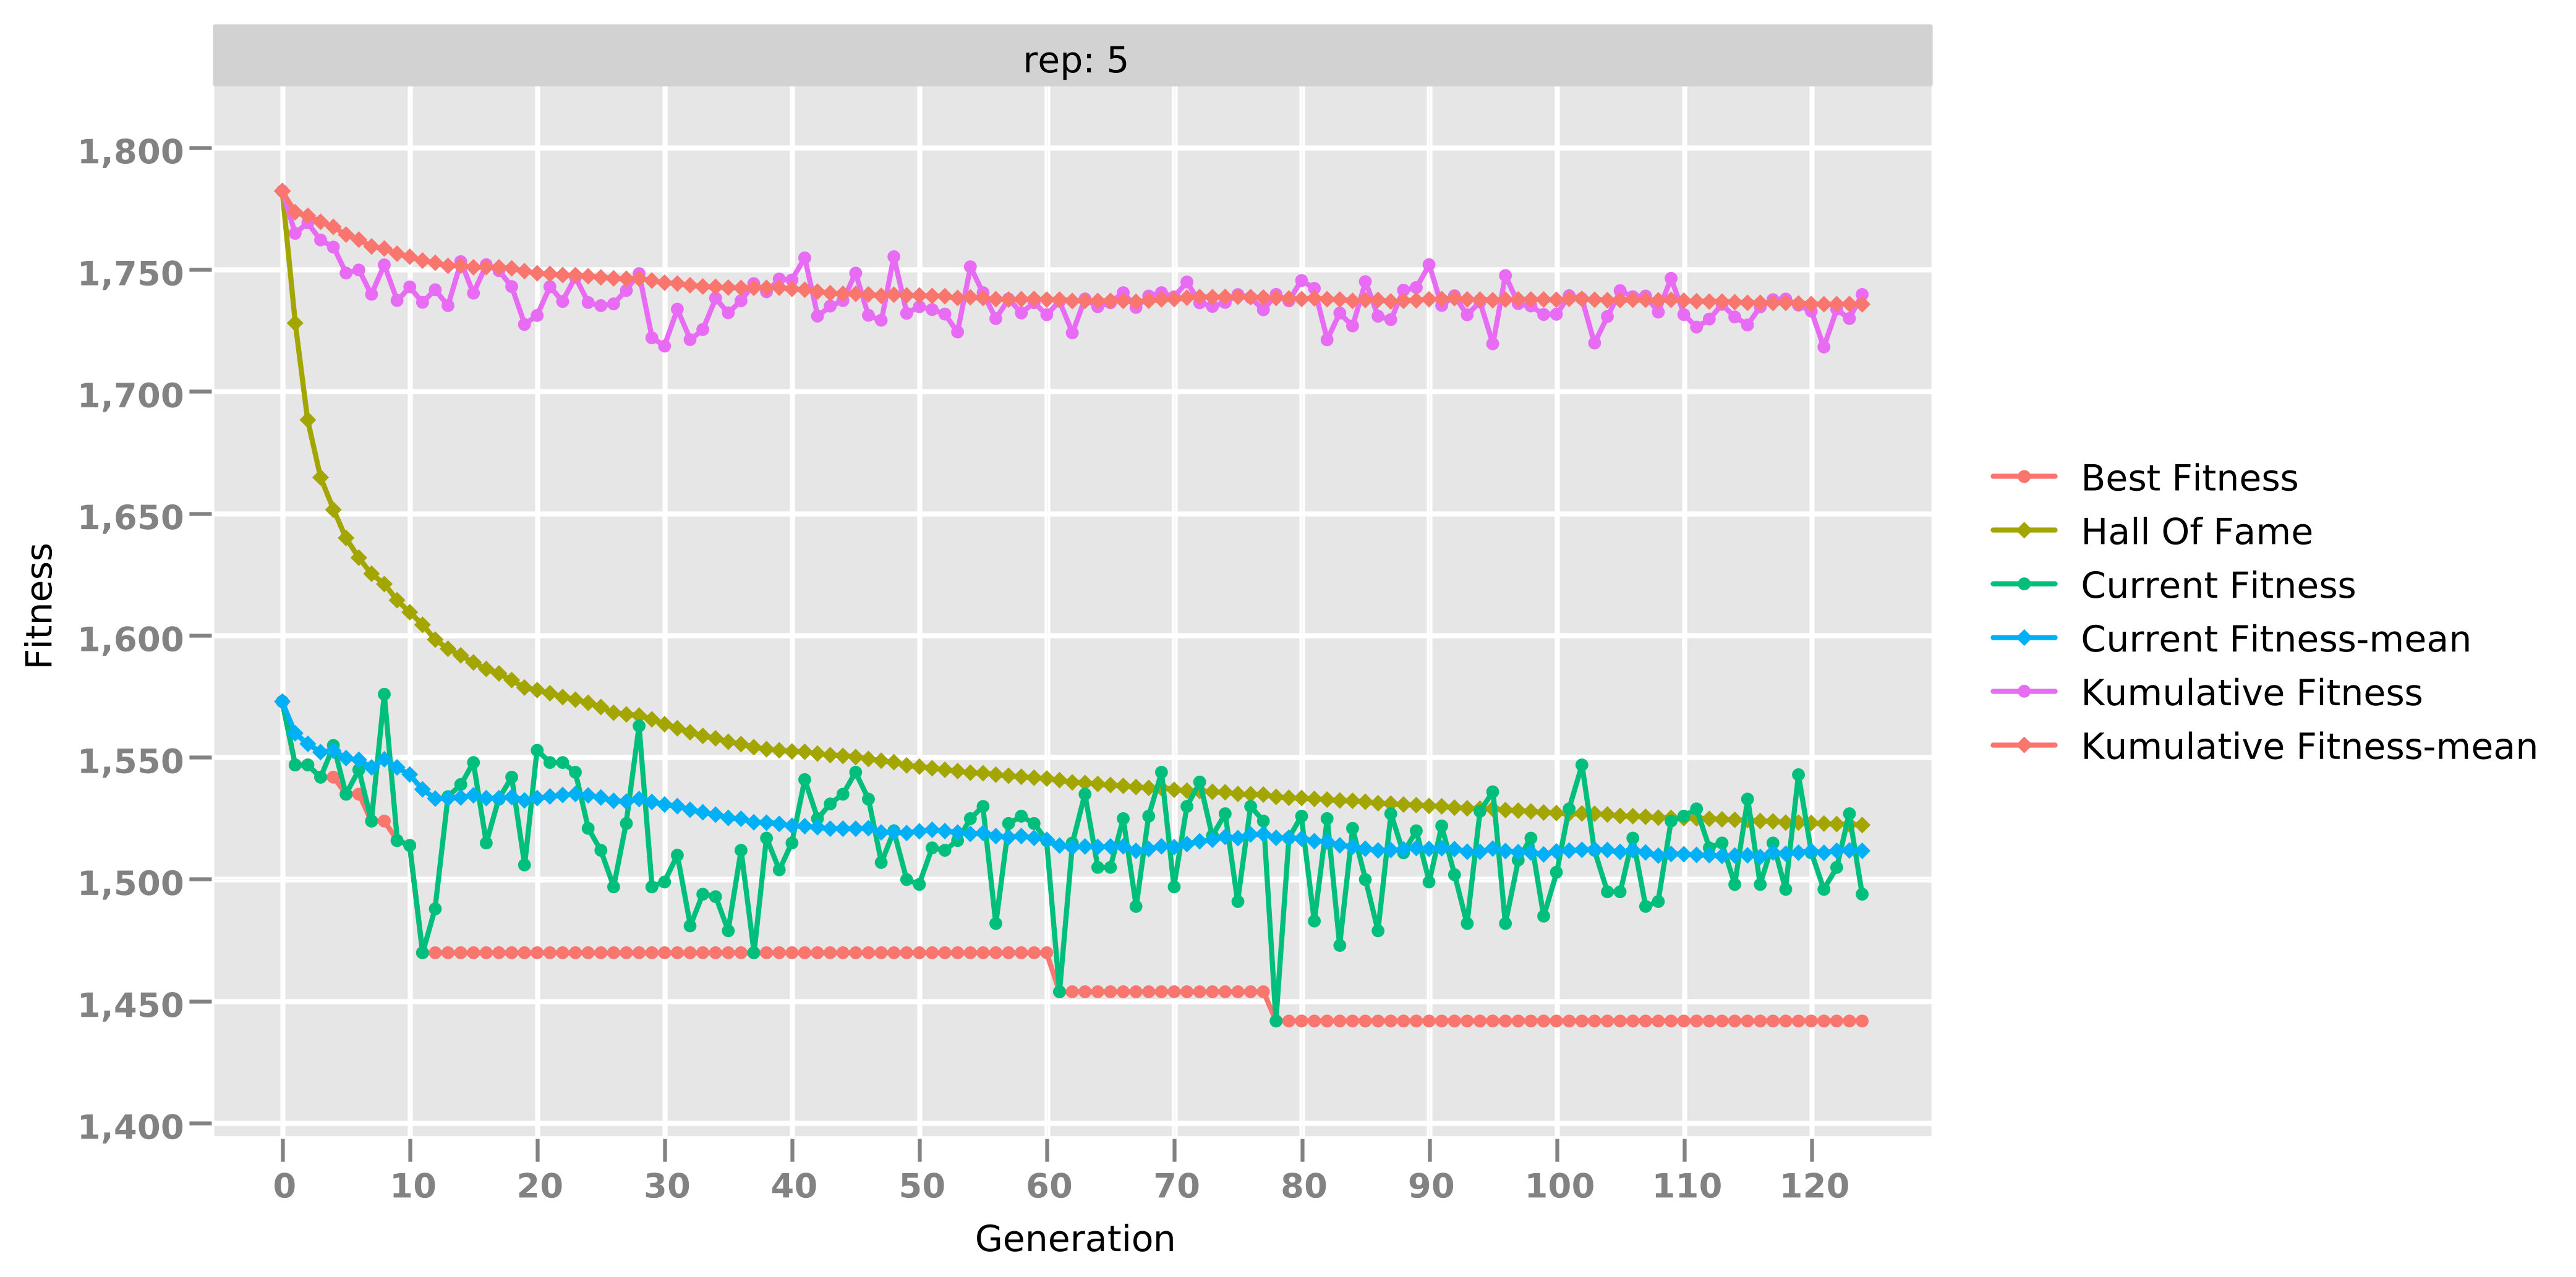 rep: 5
1,800
1,750
1,700
1,650
1,600
1,550
1,500
1,450
1,400
Fitness
0 10 20 30 40 50 60 70 80 90 100 110 120
Generation
Best Fitness
Hall Of Fame
Current Fitness
Current Fitness-mean
Kumulative Fitness
Kumulative Fitness-mean